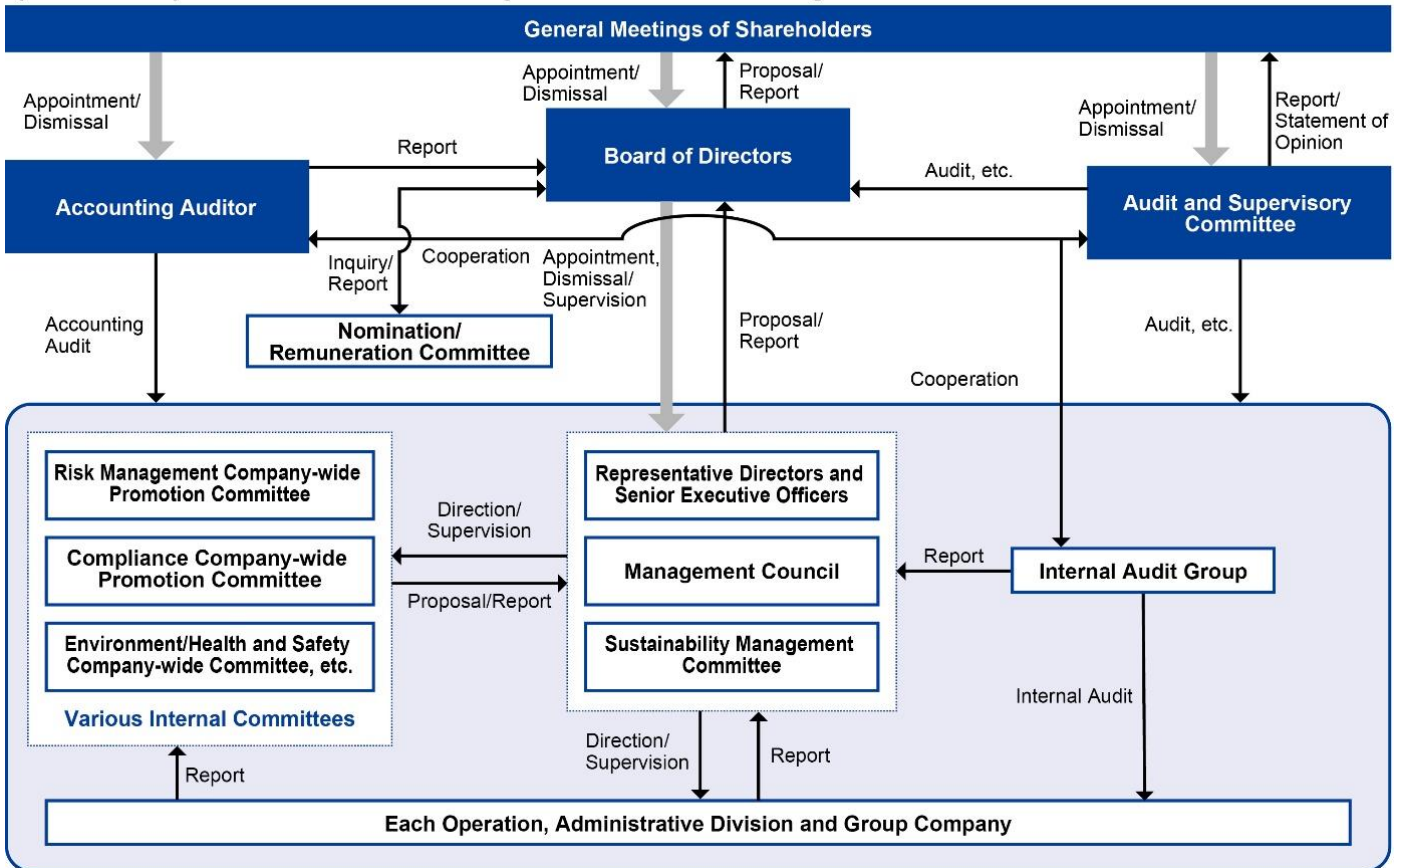 General Meetings of Shareholders
Appointment/
Dismissal
Appointment/
Dismissal
Proposal/
Report
Appointment/
Dismissal
Report/
Statement of
Opinion
Report
Board of Directors
Audit, etc.
Accounting Auditor
Audit and Supervisory
Committee
Inquiry/
Report
Cooperation
Appointment,
Dismissal/
Supervision
Accounting
Audit
Nomination/
Remuneration Committee
Proposal/
Report
Audit, etc.
Cooperation
Risk Management Company-wide
Promotion Committee
Compliance Company-wide
Promotion Committee
Environment/Health and Safety
Company-wide Committee, etc.
Various Internal Committees
Direction/
Supervision
Proposal/Report
Representative Directors and
Senior Executive Officers
Management Council
Sustainability Management
Committee
Report
Internal Audit Group
Internal Audit
Report
Direction/
Supervision
Report
Each Operation, Administrative Division and Group Company